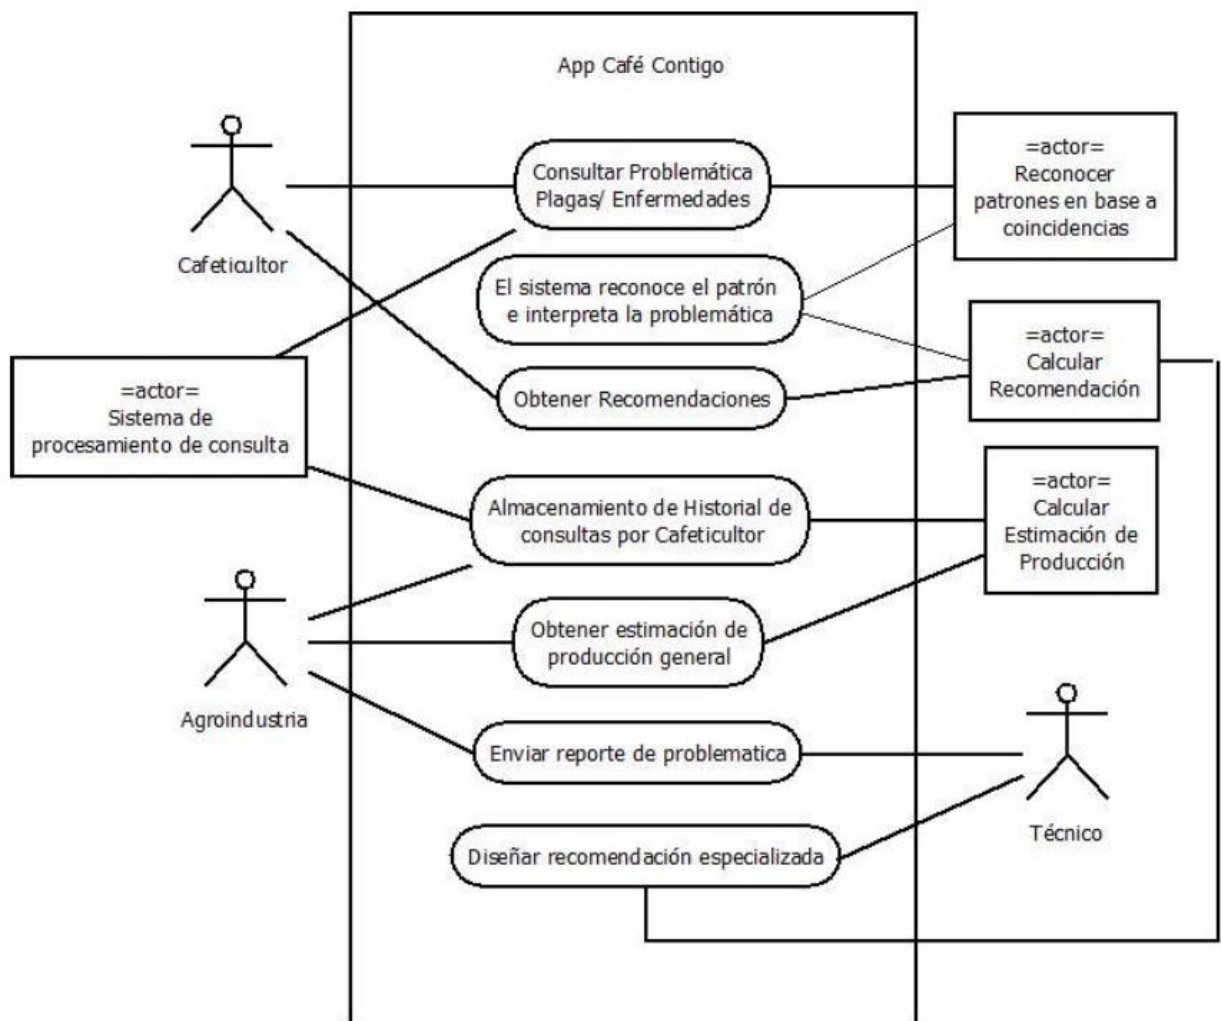 App Café Contigo
Cafeticultor
=actor=
Sistema de
procesamiento de consulta
Agroindustria
Consultar Problemática
Plagas/ Enfermedades
El sistema reconoce el patrón
e interpreta la problemática
Obtener Recomendaciones
Almacenamiento de Historial de
consultas por Cafeticultor
Obtener estimación de
producción general
Enviar reporte de problematica
Diseñar recomendación especializada
=actor=
Reconocer
patrones en base a
coincidencias
=actor=
Calcular
Recomendación
=actor=
Calcular
Estimación de
Producción
Técnico